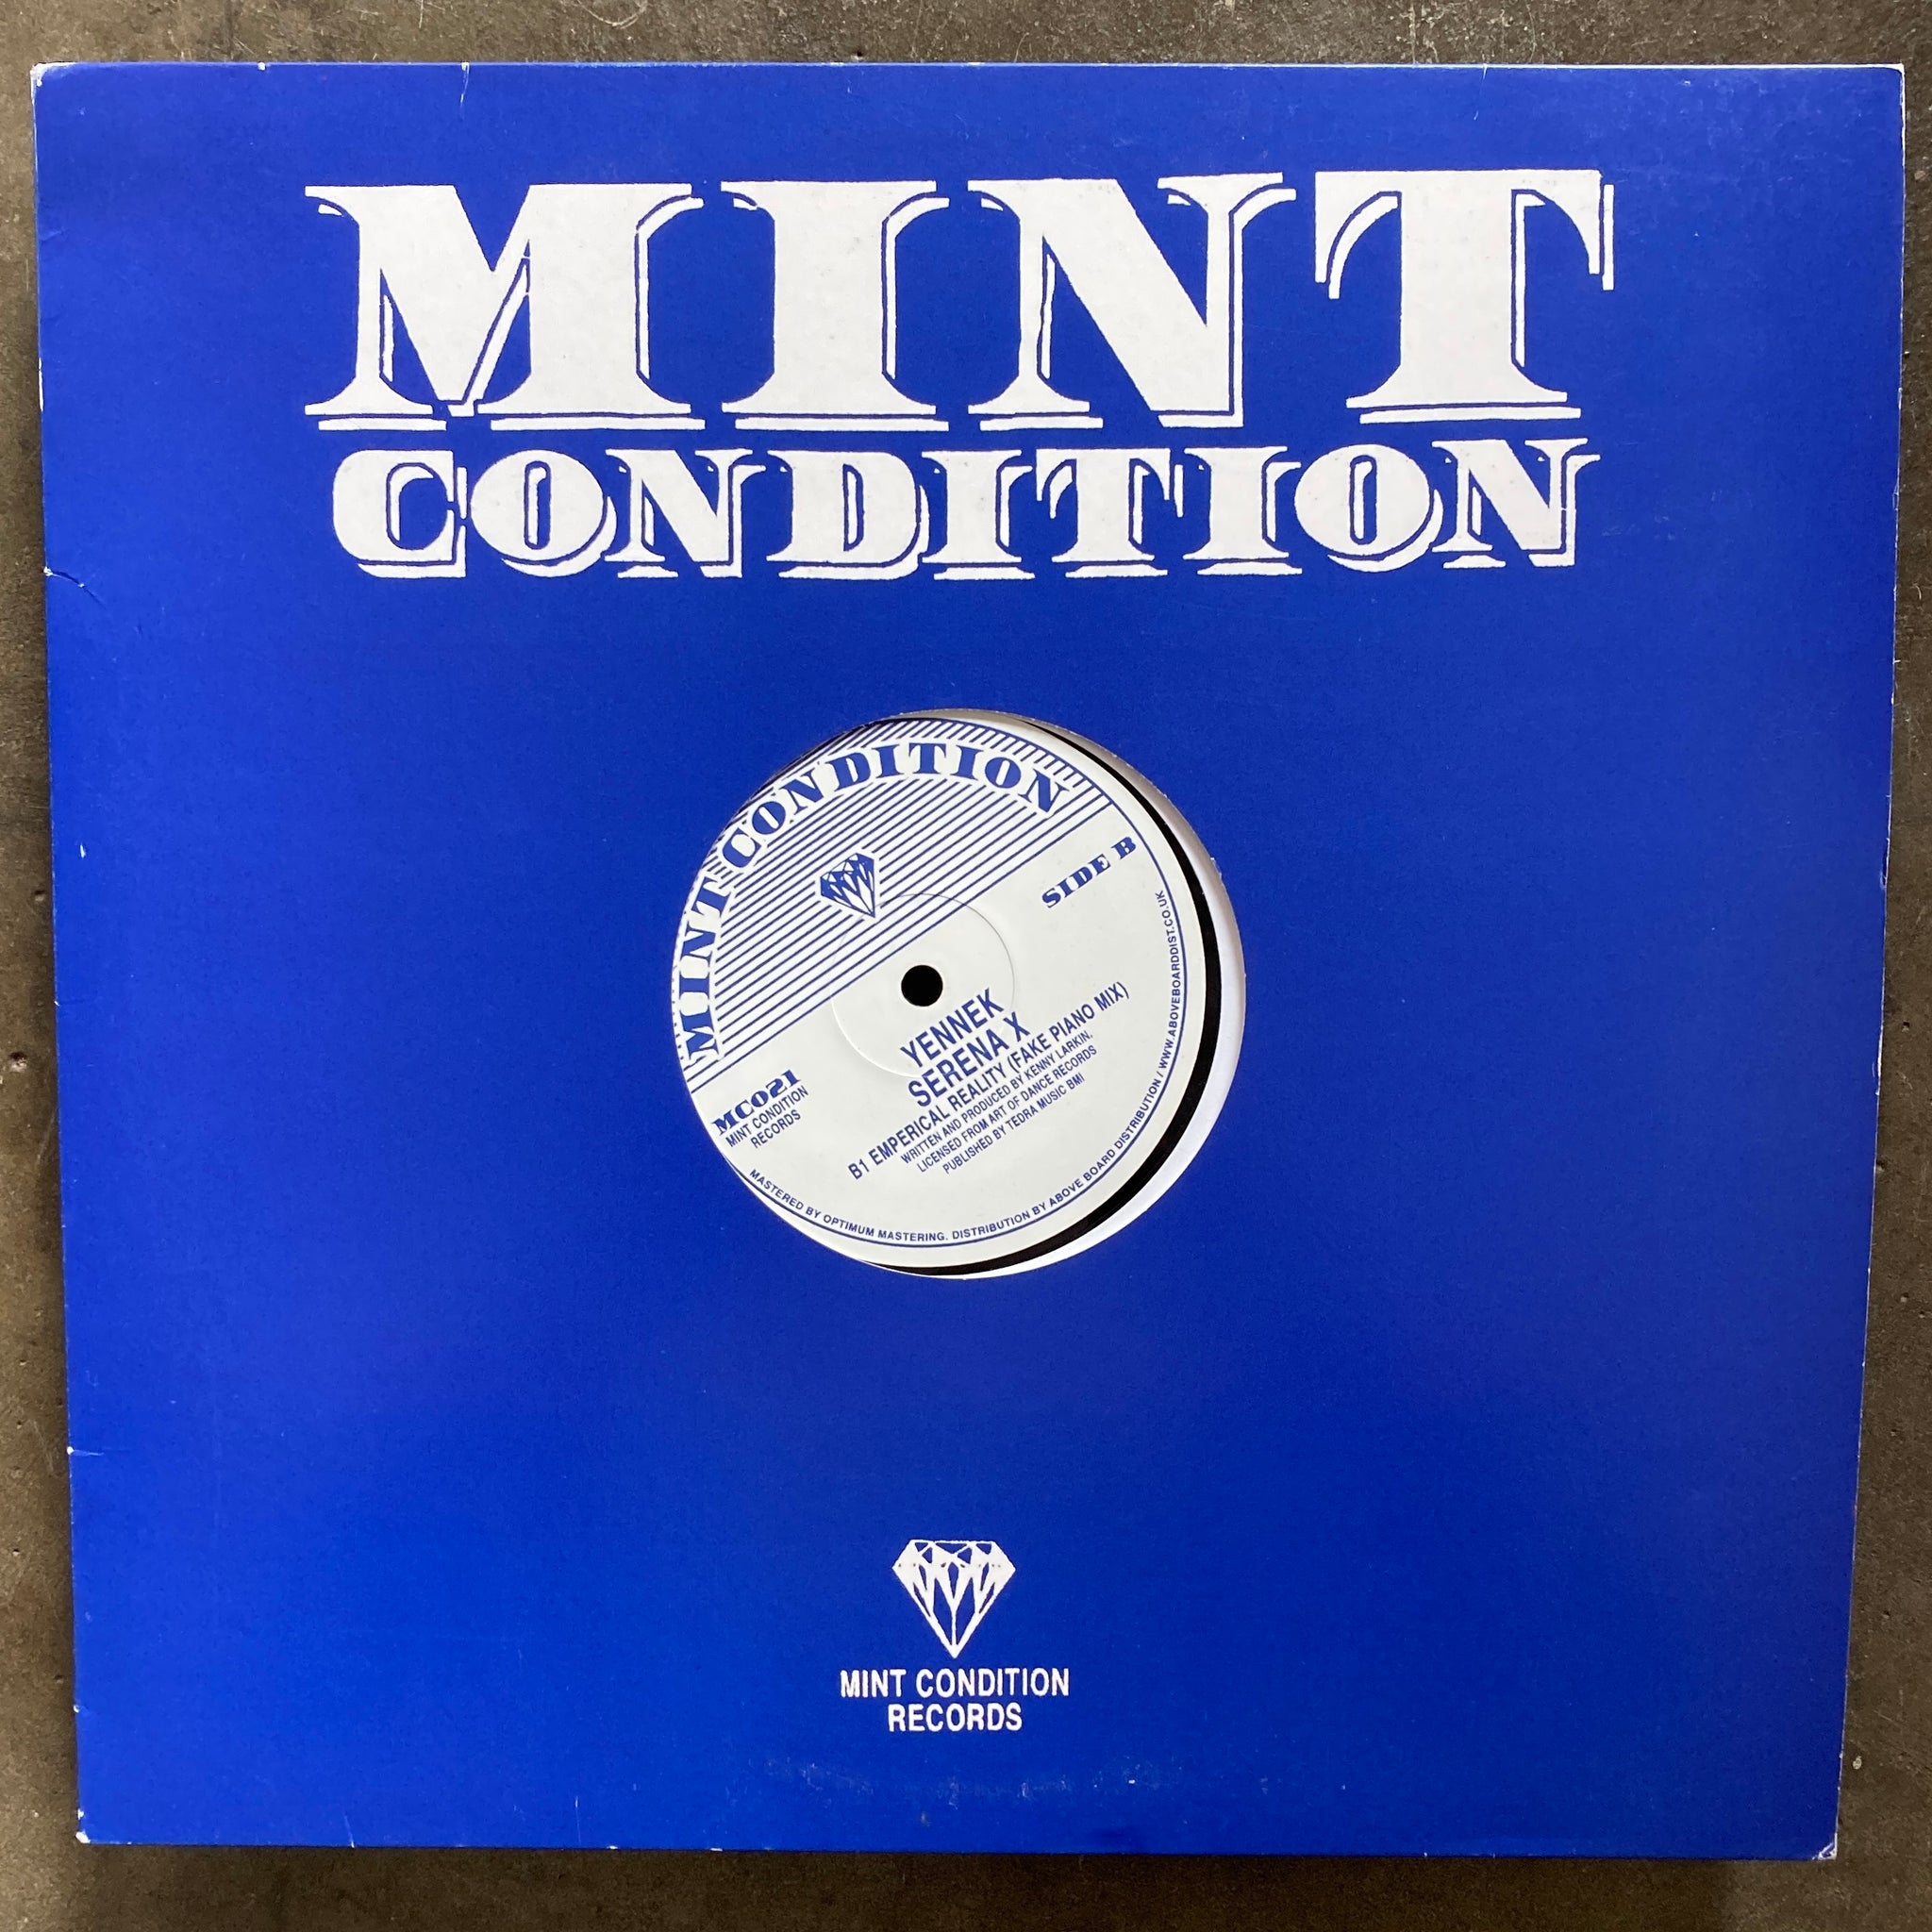 MINT
CONDITION
MINT CONDITION
SIDE B
YENNEK
SERENA X
B1 EMPERICAL REALITY (FAKE PIANO MIX)
WRITTEN AND PRODUCED BY KENNY LARKIN.
LICENSED FROM ART OF DANCE RECORDS
PUBLISHED BY TEDRA MUSIC BMI
MC021
MINT CONDITION
RECORDS
MASTERED BY OPTIMUM MASTERING. DISTRIBUTION BY ABOVE BOARD DISTRIBUTION / WWW.ABOVEBOARDDIST.CO.UK
MINT CONDITION
RECORDS